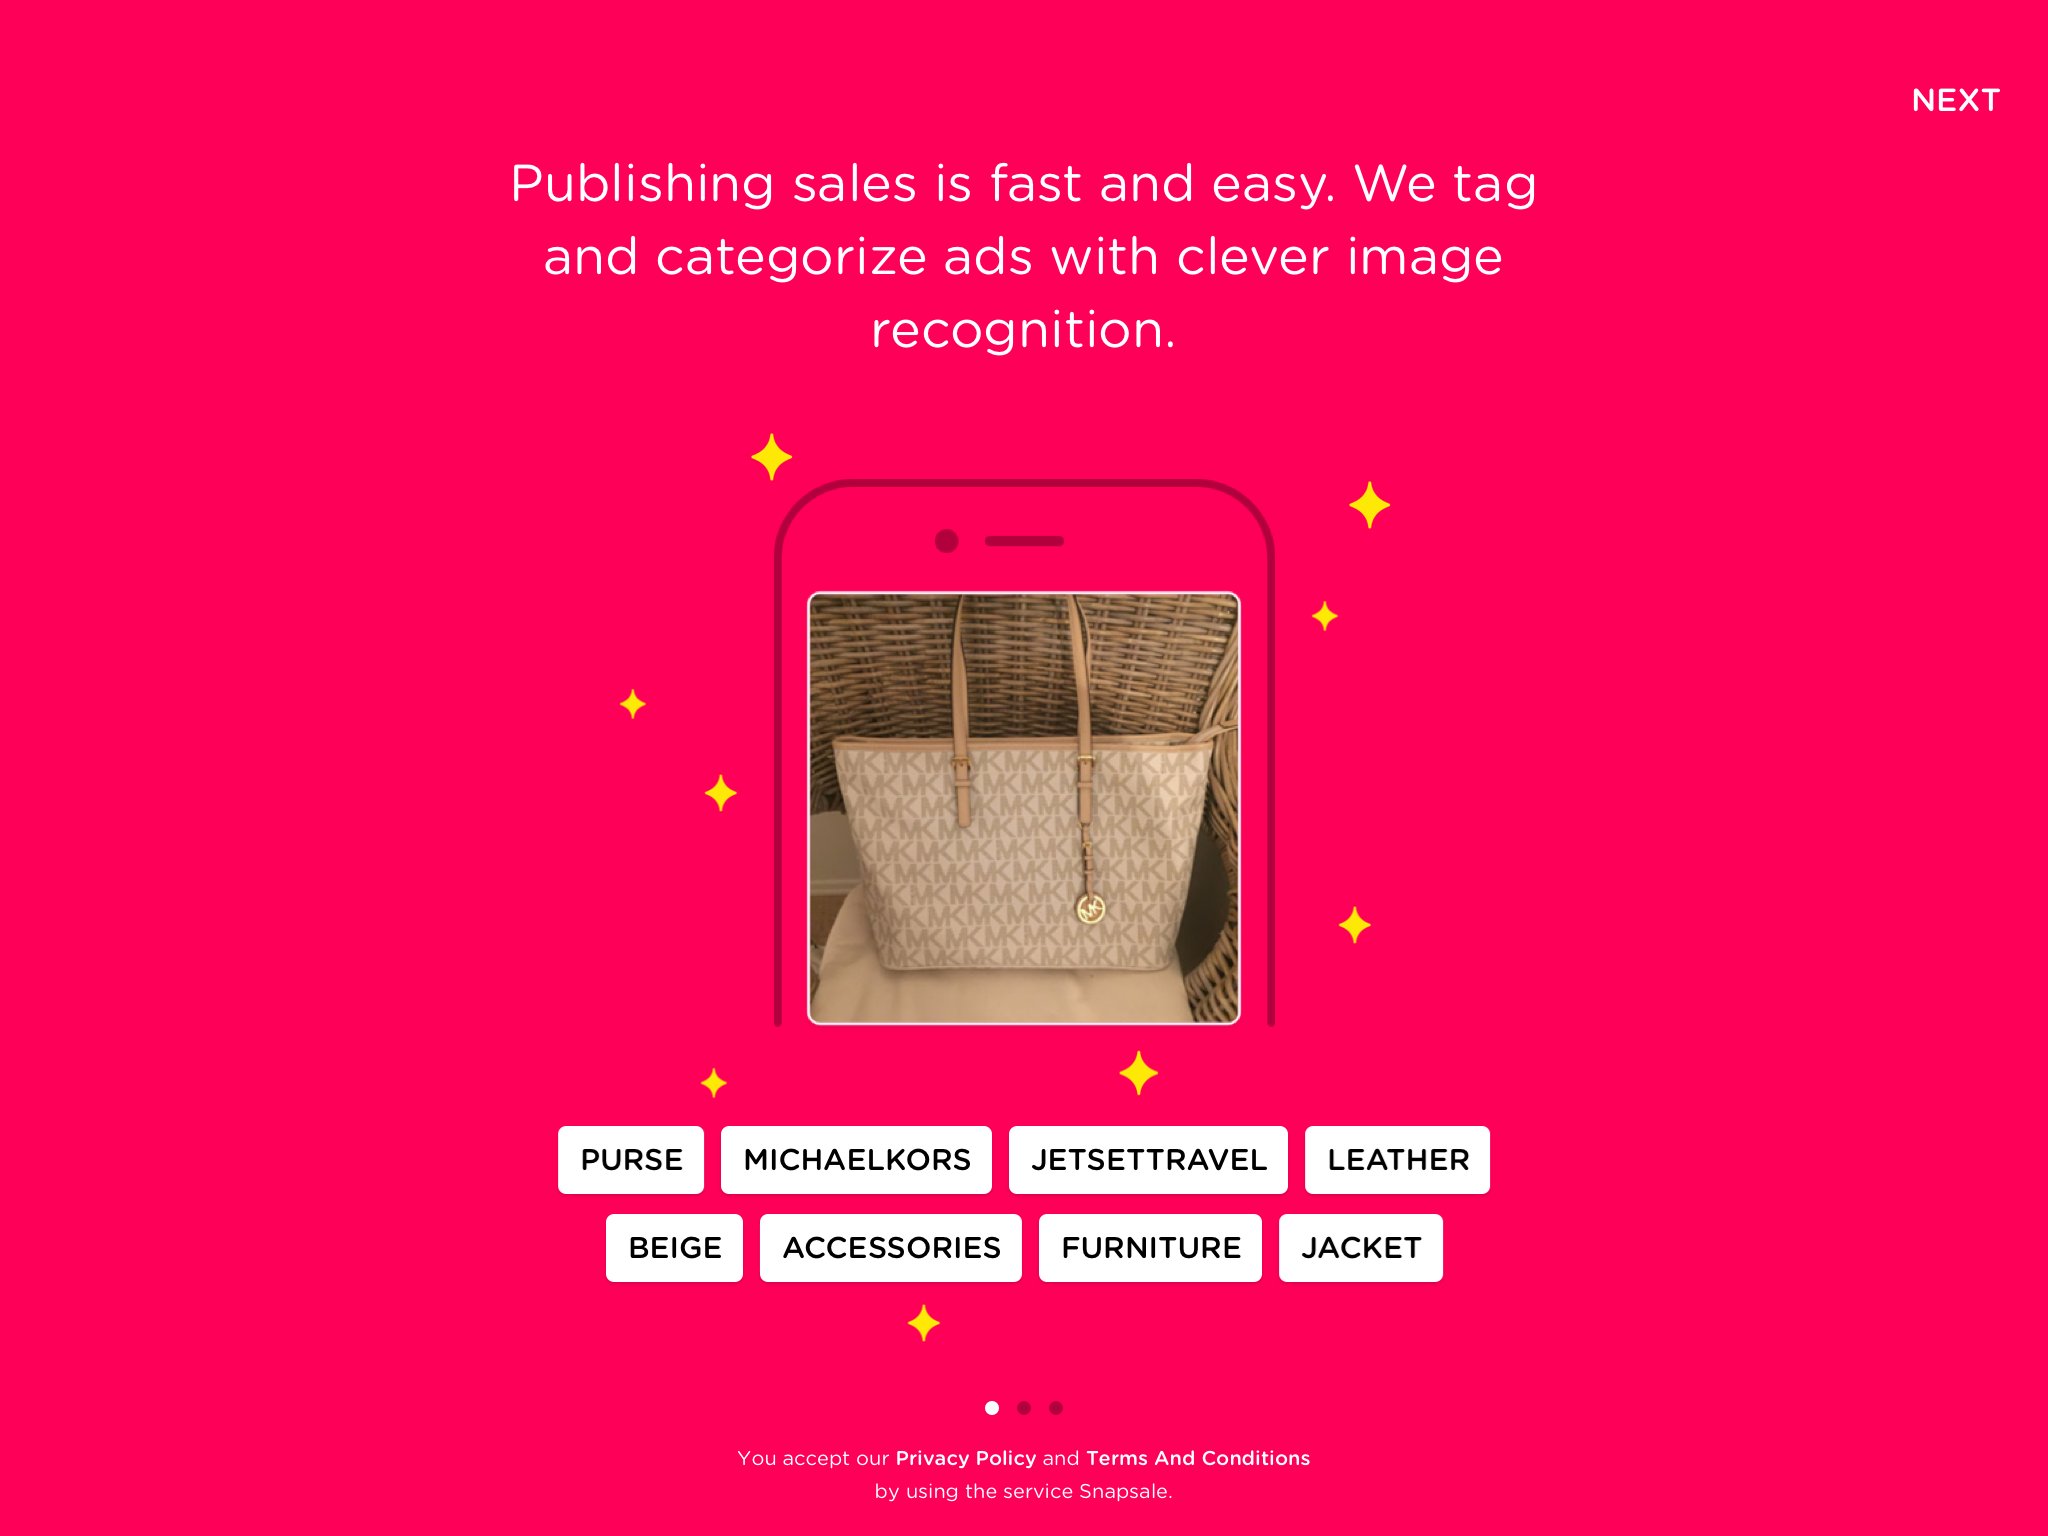 NEXT
Publishing sales is fast and easy. We tag
and categorize ads with clever image
recognition.
MK
PURSE MICHAELKORS JETSETTRAVEL LEATHER
BEIGE ACCESSORIES FURNITURE JACKET
You accept our Privacy Policy and Terms And Conditions
by using the service Snapsale.